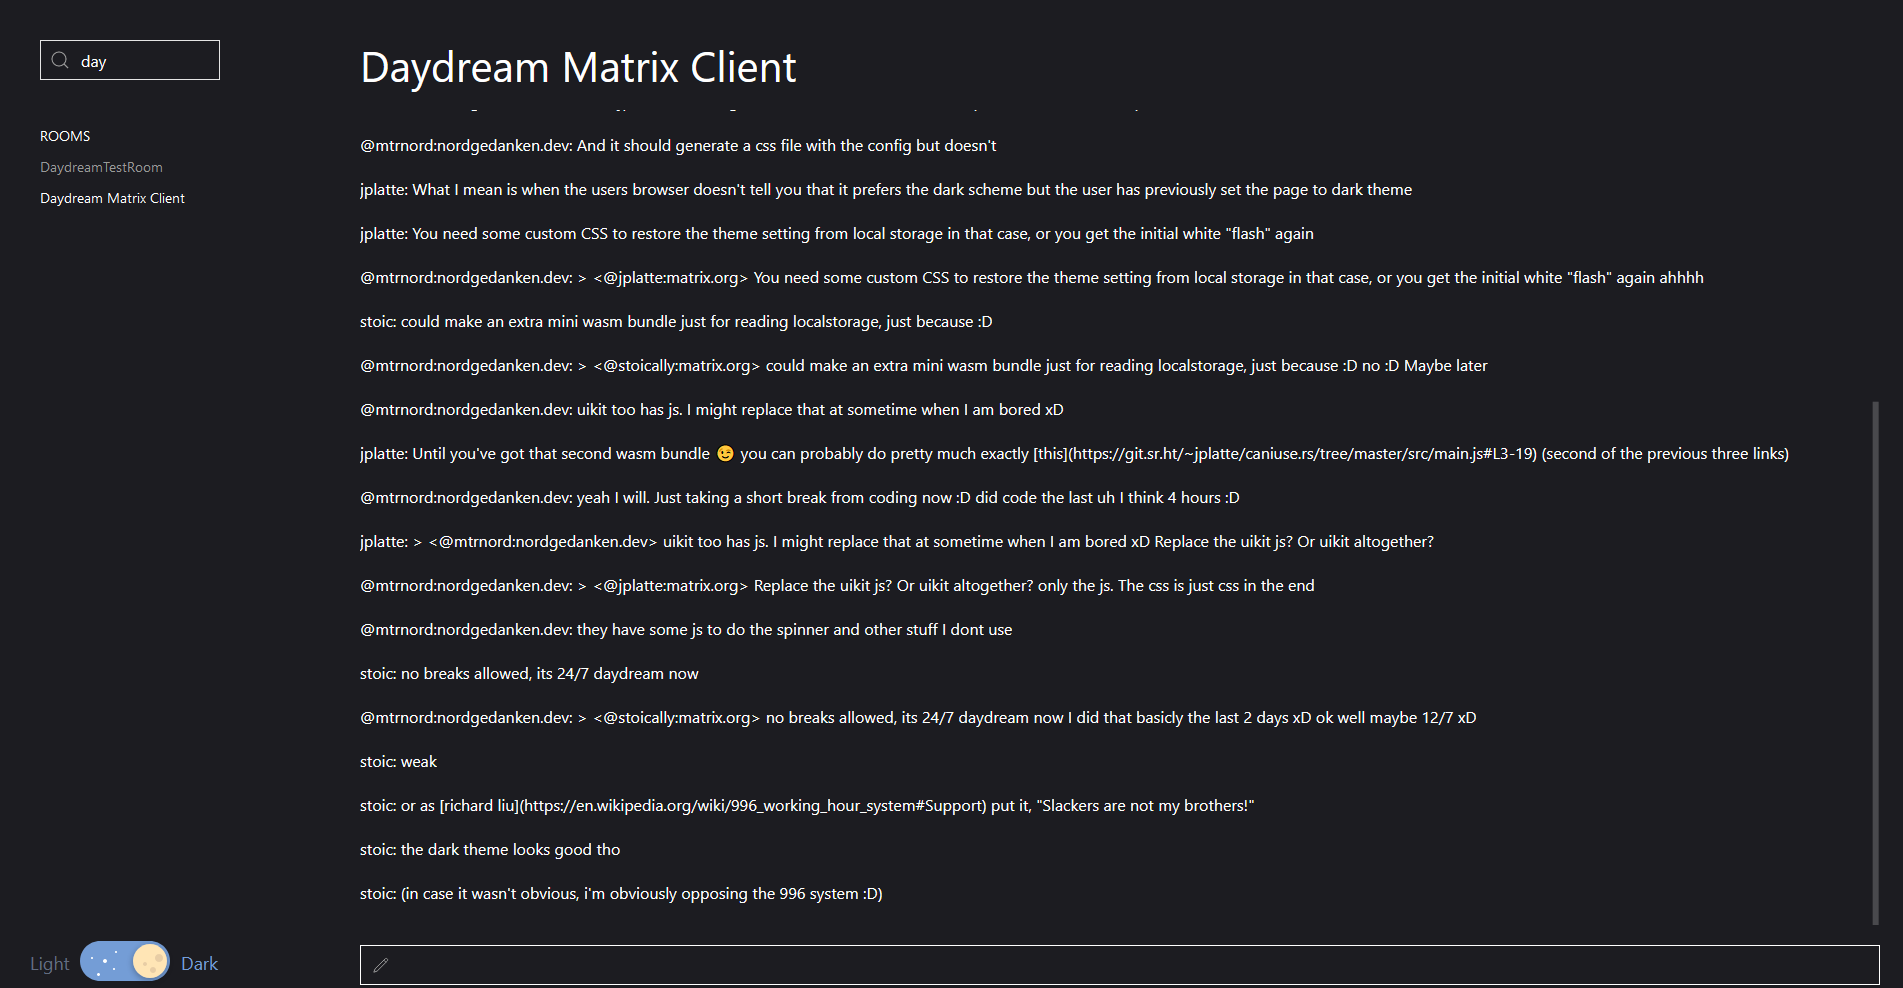 day
ROOMS
DaydreamTestRoom
Daydream Matrix Client
Light
Dark
Daydream Matrix Client
@mtrnord:nordgedanken.dev: And it should generate a css file with the config but doesn't
jplatte: What I mean is when the users browser doesn't tell you that it prefers the dark scheme but the user has previously set the page to dark theme
jplatte: You need some custom CSS to restore the theme setting from local storage in that case, or you get the initial white "flash" again
@mtrnord:nordgedanken.dev: > <@jplatte:matrix.org> You need some custom CSS to restore the theme setting from local storage in that case, or you get the initial white "flash" again ahhhh
stoic: could make an extra mini wasm bundle just for reading localstorage, just because :D
@mtrnord:nordgedanken.dev: > <@stoically:matrix.org> could make an extra mini wasm bundle just for reading localstorage, just because :D no :D Maybe later
@mtrnord:nordgedanken.dev: uikit too has js. I might replace that at sometime when I am bored xD
jplatte: Until you've got that second wasm bundle 😉 you can probably do pretty much exactly [this](https://git.sr.ht/~jplatte/caniuse.rs/tree/master/src/main.js#L3-19) (second of the previous three links)
@mtrnord:nordgedanken.dev: yeah I will. Just taking a short break from coding now :D did code the last uh I think 4 hours :D
jplatte: > <@mtrnord:nordgedanken.dev> uikit too has js. I might replace that at sometime when I am bored xD Replace the uikit js? Or uikit altogether?
@mtrnord:nordgedanken.dev: > <@jplatte:matrix.org> Replace the uikit js? Or uikit altogether? only the js. The css is just css in the end
@mtrnord:nordgedanken.dev: they have some js to do the spinner and other stuff I dont use
stoic: no breaks allowed, its 24/7 daydream now
@mtrnord:nordgedanken.dev: > <@stoically:matrix.org> no breaks allowed, its 24/7 daydream now I did that basicly the last 2 days xD ok well maybe 12/7 xD
stoic: weak
stoic: or as [richard liu](https://en.wikipedia.org/wiki/996_working_hour_system#Support) put it, "Slackers are not my brothers!"
stoic: the dark theme looks good tho
stoic: (in case it wasn't obvious, i'm obviously opposing the 996 system :D)